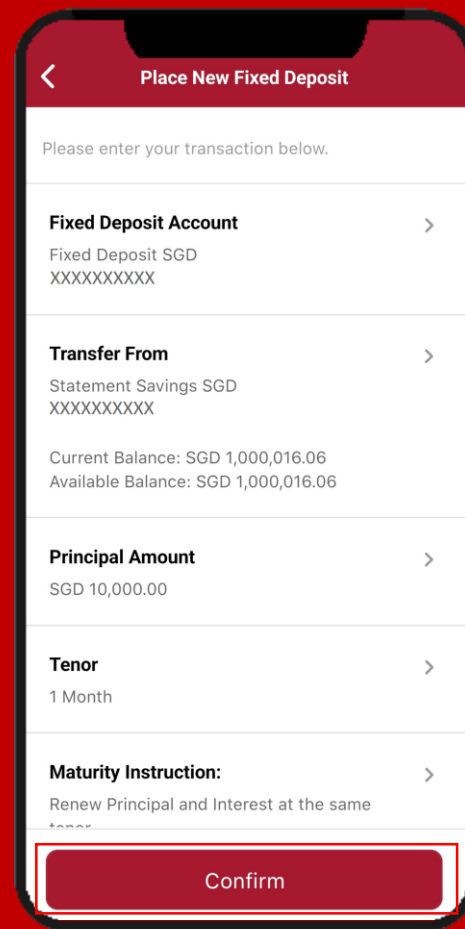 Place New Fixed Deposit
Please enter your transaction below.
Fixed Deposit Account
Fixed Deposit SGD
XXXXXXXXXX
Transfer From
Statement Savings SGD
XXXXXXXXXX
Current Balance: SGD 1,000,016.06
Available Balance: SGD 1,000,016.06
Principal Amount
SGD 10,000.00
Tenor
1 Month
Maturity Instruction:
Renew Principal and Interest at the same
tenor
Confirm